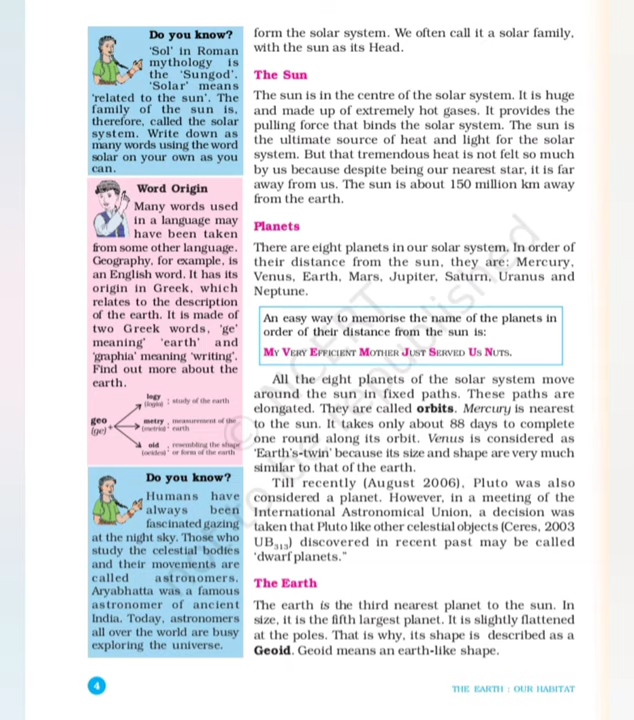 Do you know?
'Sol' in Roman
mythology is
the 'Sungod'.
'Solar' means
'related to the sun'. The
family of the sun is,
therefore, called the solar
system. Write down as
many words using the word
solar on your own as you
can.
Word Origin
Many words used
in a language may
have been taken
from some other language.
Geography, for example, is
an English word. It has its
origin in Greek, which
relates to the description
of the earth. It is made of
two Greek words, 'ge'
meaning' 'earth' and
'graphia' meaning 'writing'.
Find out more about the
earth.
geo
(ge)
logy : study of the earth
metry : measurement of the
earth
oid : resembling the shape
or form of the earth
Do you know?
Humans have
always been
fascinated gazing
at the night sky. Those who
study the celestial bodies
and their movements are
called astronomers.
Aryabhatta was a famous
astronomer of ancient
India. Today, astronomers
all over the world are busy
exploring the universe.
form the solar system. We often call it a solar family,
with the sun as its Head.
The Sun
The sun is in the centre of the solar system. It is huge
and made up of extremely hot gases. It provides the
pulling force that binds the solar system. The sun is
the ultimate source of heat and light for the solar
system. But that tremendous heat is not felt so much
by us because despite being our nearest star, it is far
away from us. The sun is about 150 million km away
from the earth.
Planets
There are eight planets in our solar system. In order of
their distance from the sun, they are: Mercury,
Venus, Earth, Mars, Jupiter, Saturn, Uranus and
Neptune.
An easy way to memorise the name of the planets in
order of their distance from the sun is:
MY VERY EFFICIENT MOTHER JUST SERVED US NUTS.
All the eight planets of the solar system move
around the sun in fixed paths. These paths are
elongated. They are called orbits. Mercury is nearest
to the sun. It takes only about 88 days to complete
one round along its orbit. Venus is considered as
'Earth's-twin' because its size and shape are very much
similar to that of the earth.
Till recently (August 2006), Pluto was also
considered a planet. However, in a meeting of the
International Astronomical Union, a decision was
taken that Pluto like other celestial objects (Ceres, 2003
UB313) discovered in recent past may be called
'dwarf planets."
The Earth
The earth is the third nearest planet to the sun. In
size, it is the fifth largest planet. It is slightly flattened
at the poles. That is why, its shape is described as a
Geoid. Geoid means an earth-like shape.
4
THE EARTH : OUR HABITAT